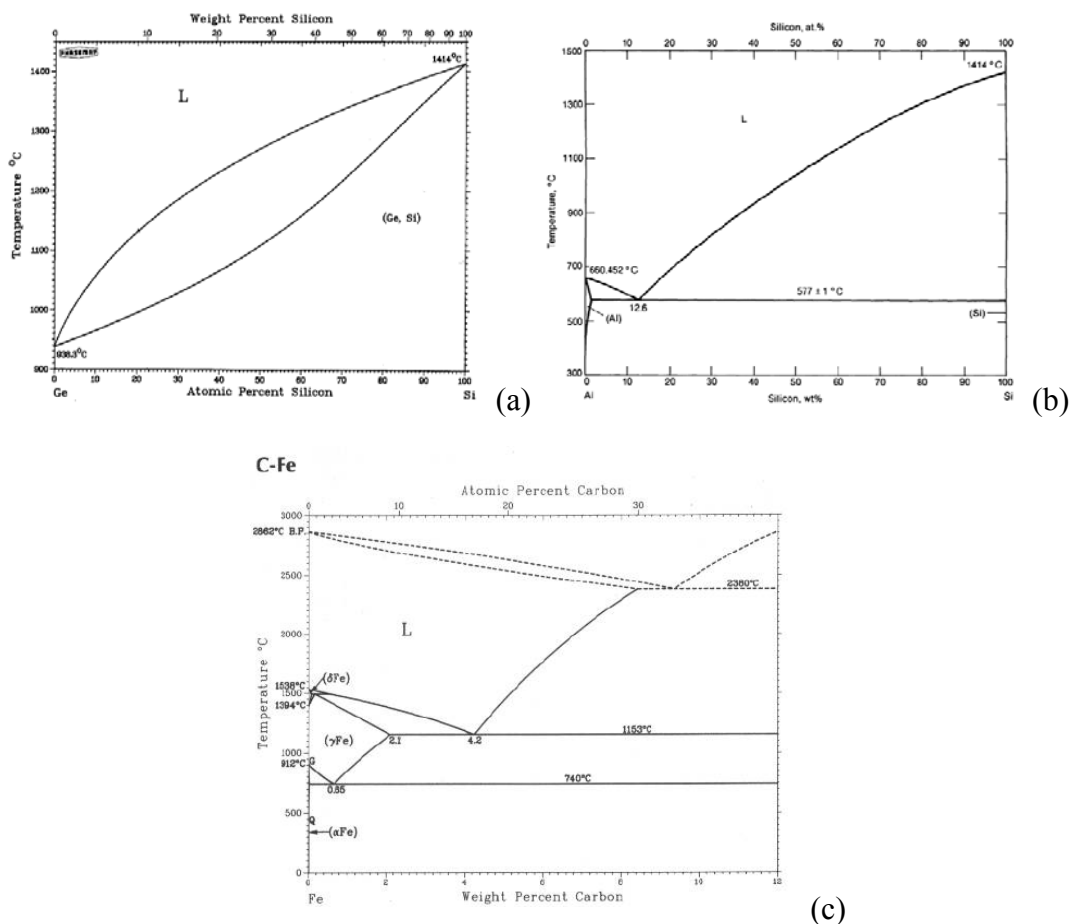 Weight Percent Silicon
0 10 20 30 40 50 60 70 80 90 100
1414°C
L
1400
1300
1200
1100
1000
900
Temperature °C
(Ge, Si)
938.3°C
0 10 20 30 40 50 60 70 80 90 100
Ge Atomic Percent Silicon Si
(a)
Silicon, at.%
0 10 20 30 40 50 60 70 80 90 100
1500
1300
1100
900
700
500
300
Temperature, °C
1414 °C
L
660.452 °C
577 ± 1 °C
12.6
(Al)
(Si)
0 10 20 30 40 50 60 70 80 90 100
Al Silicon, wt% Si
(b)
C-Fe
Atomic Percent Carbon
0 10 20 30
3000
2862°C B.P.
2500
2380°C
L
2000
Temperature °C
1538°C
(δFe)
1500
1394°C
1153°C
(γFe)
2.1
4.2
1000
912°C G
740°C
0.65
500
Q
(αFe)
0
0 2 4 6 8 10 12
Fe Weight Percent Carbon
(c)